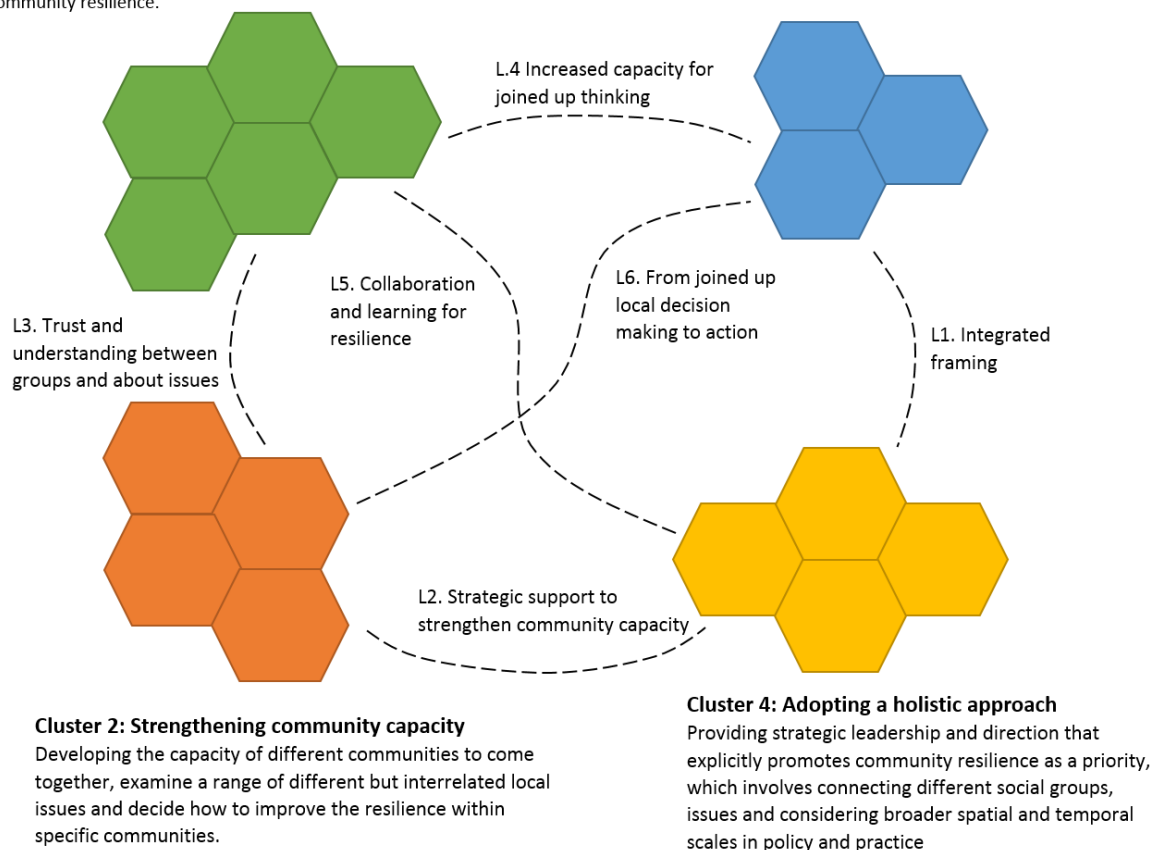 community resilience.
L.4 Increased capacity for
joined up thinking
L5. Collaboration
and learning for
resilience
L6. From joined up
local decision
making to action
L3. Trust and
understanding between
groups and about issues
L1. Integrated
framing
L2. Strategic support to
strengthen community capacity
Cluster 2: Strengthening community capacity
Developing the capacity of different communities to come
together, examine a range of different but interrelated local
issues and decide how to improve the resilience within
specific communities.
Cluster 4: Adopting a holistic approach
Providing strategic leadership and direction that
explicitly promotes community resilience as a priority,
which involves connecting different social groups,
issues and considering broader spatial and temporal
scales in policy and practice